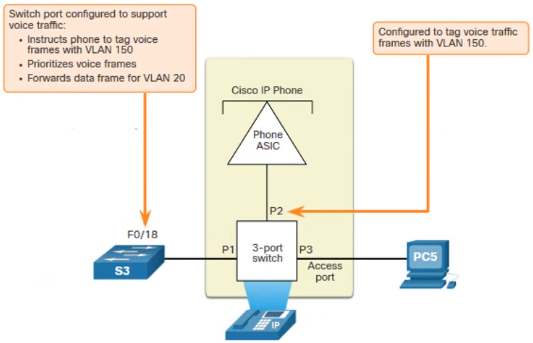 Switch port configured to support
voice traffic:
• Instructs phone to tag voice
frames with VLAN 150
• Prioritizes voice frames
• Forwards data frame for VLAN 20
Configured to tag voice traffic
frames with VLAN 150.
Cisco IP Phone
Phone
ASIC
P2
F0/18
P1
3-port
switch
P3
Access
port
S3
PC5
IP